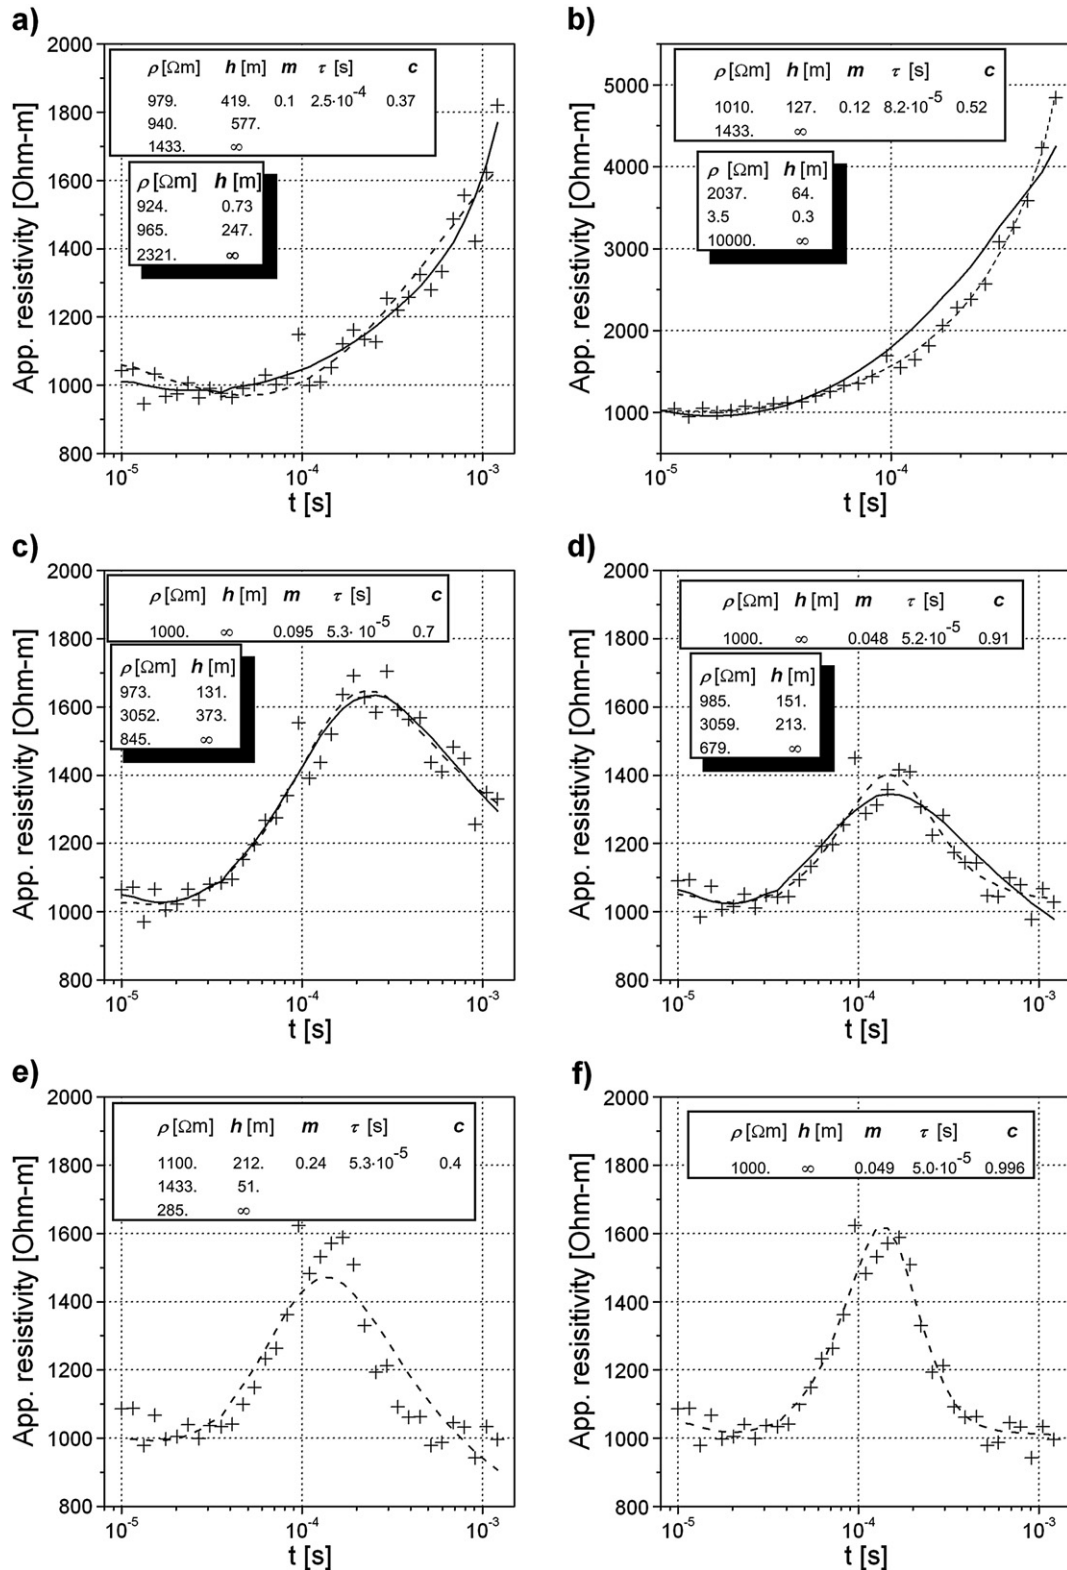 a)
App. resistivity [Ohm-m]
2000
1800
1600
1400
1200
1000
800
ρ [Ωm] h [m] m τ [s] c
979. 419. 0.1 2.5·10-4 0.37
940. 577.
1433. ∞
ρ [Ωm] h [m]
924. 0.73
965. 247.
2321. ∞
10-5 10-4 10-3
t [s]
b)
App. resistivity [Ohm-m]
5000
4000
3000
2000
1000
ρ [Ωm] h [m] m τ [s] c
1010. 127. 0.12 8.2·10-5 0.52
1433. ∞
ρ [Ωm] h [m]
2037. 64.
3.5 0.3
10000. ∞
10-5 10-4
t [s]
c)
App. resistivity [Ohm-m]
2000
1800
1600
1400
1200
1000
800
ρ [Ωm] h [m] m τ [s] c
1000. ∞ 0.095 5.3· 10-5 0.7
ρ [Ωm] h [m]
973. 131.
3052. 373.
845. ∞
10-5 10-4 10-3
t [s]
d)
App. resistivity [Ohm-m]
2000
1800
1600
1400
1200
1000
800
ρ [Ωm] h [m] m τ [s] c
1000. ∞ 0.048 5.2·10-5 0.91
ρ [Ωm] h [m]
985. 151.
3059. 213.
679. ∞
10-5 10-4 10-3
t [s]
e)
App. resistivity [Ohm-m]
2000
1800
1600
1400
1200
1000
800
ρ [Ωm] h [m] m τ [s] c
1100. 212. 0.24 5.3·10-5 0.4
1433. 51.
285. ∞
10-5 10-4 10-3
t [s]
f)
App. resisitivity [Ohm-m]
2000
1800
1600
1400
1200
1000
800
ρ [Ωm] h [m] m τ [s] c
1000. ∞ 0.049 5.0·10-5 0.996
10-5 10-4 10-3
t [s]